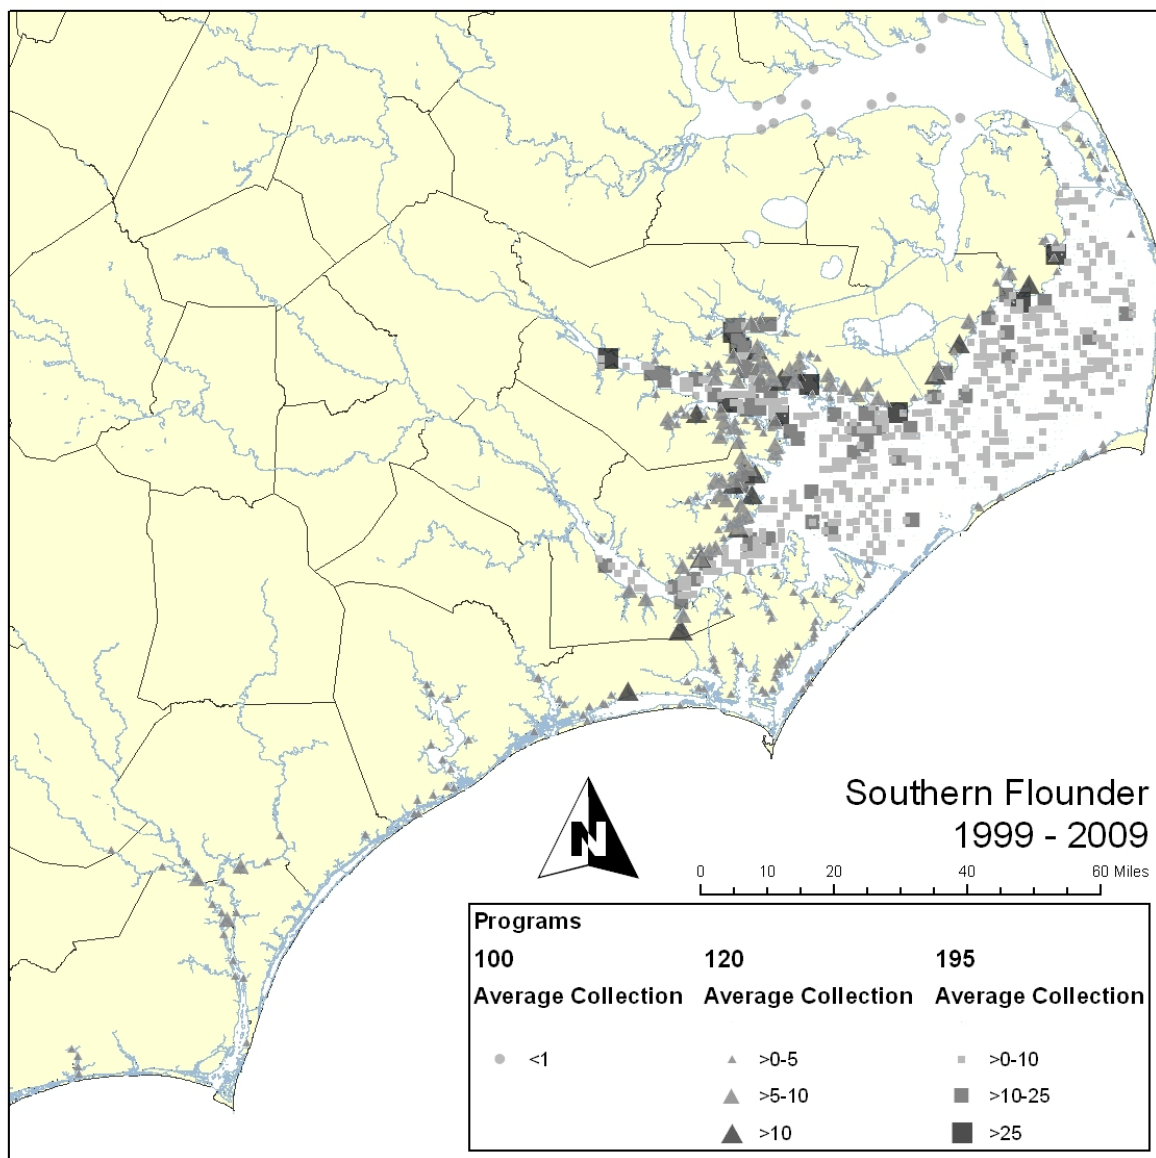 N
Southern Flounder
1999 - 2009
0 10 20 40 60 Miles
Programs
100 120 195
Average Collection Average Collection Average Collection
<1 >0-5 >0-10
>5-10 >10-25
>10 >25